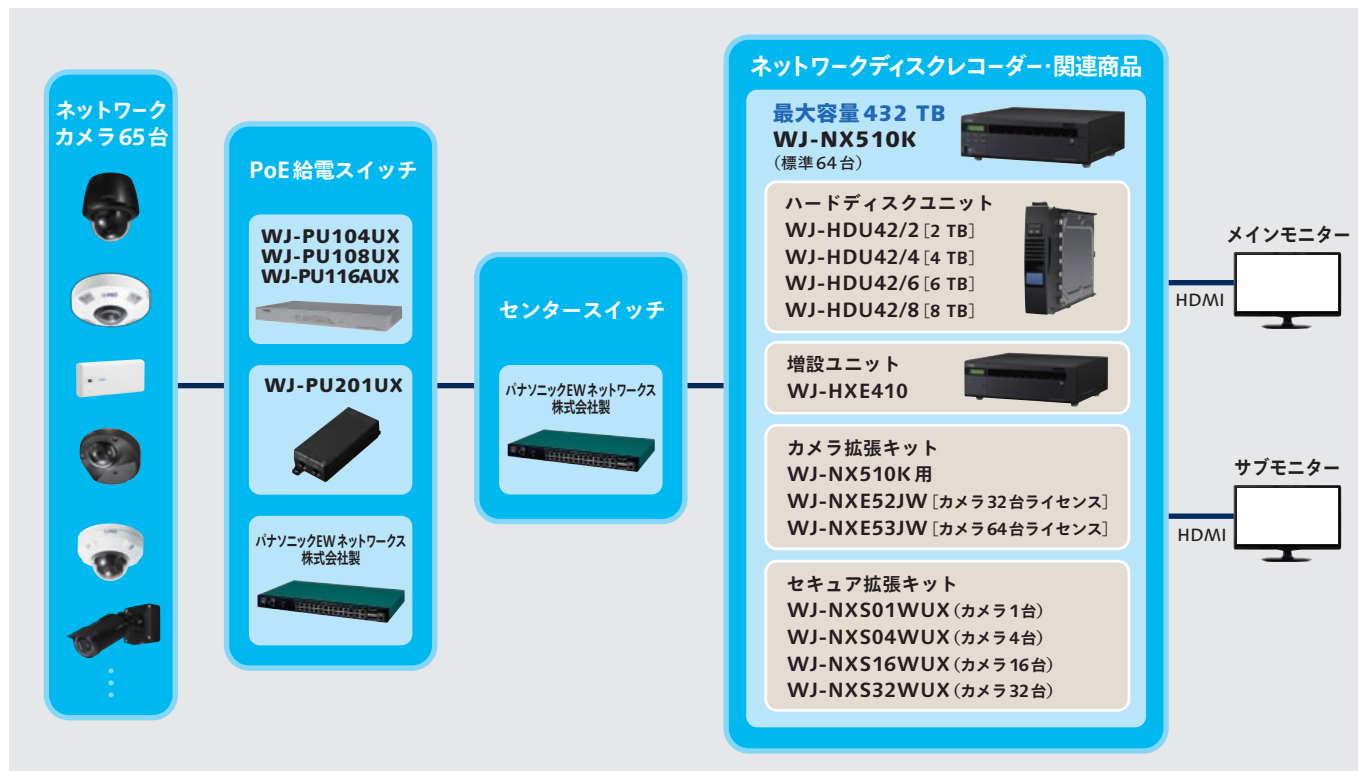 ネットワーク
カメラ65台
PoE給電スイッチ
WJ-PU104UX
WJ-PU108UX
WJ-PU116AUX
WJ-PU201UX
パナソニックEWネットワークス
株式会社製
センタースイッチ
パナソニックEWネットワークス
株式会社製
ネットワークディスクレコーダー・関連商品
最大容量432 TB
WJ-NX510K
（標準64台）
ハードディスクユニット
WJ-HDU42/2［2 TB］
WJ-HDU42/4［4 TB］
WJ-HDU42/6［6 TB］
WJ-HDU42/8［8 TB］
増設ユニット
WJ-HXE410
カメラ拡張キット
WJ-NX510K用
WJ-NXE52JW［カメラ32台ライセンス］
WJ-NXE53JW［カメラ64台ライセンス］
セキュア拡張キット
WJ-NXS01WUX（カメラ1台）
WJ-NXS04WUX（カメラ4台）
WJ-NXS16WUX（カメラ16台）
WJ-NXS32WUX（カメラ32台）
メインモニター
HDMI
サブモニター
HDMI